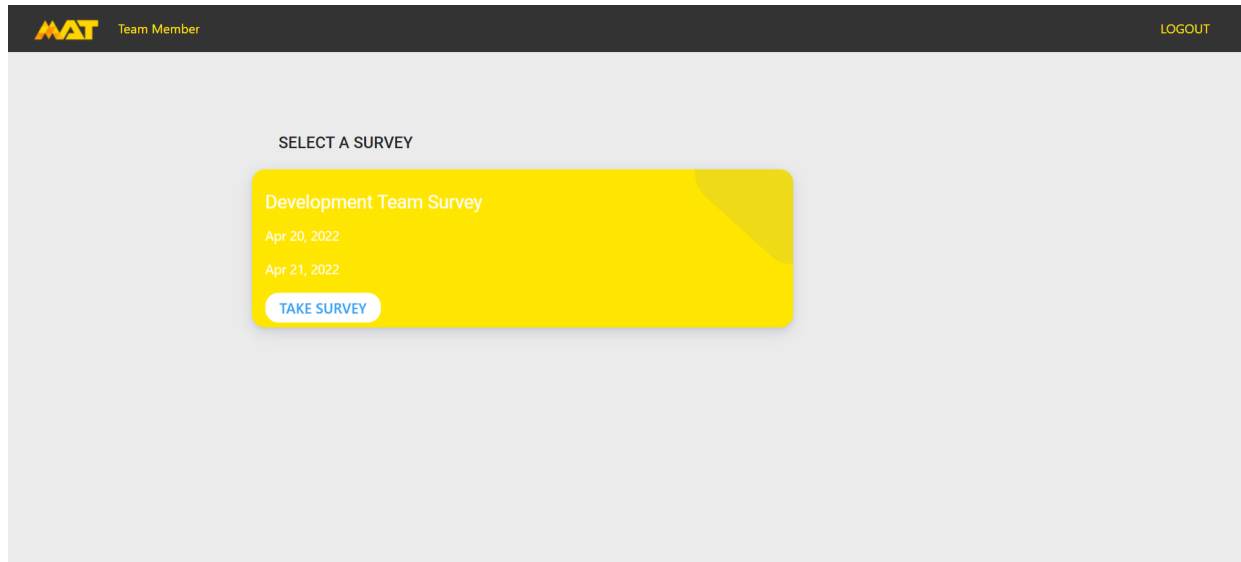 MAT Team Member LOGOUT
SELECT A SURVEY
Development Team Survey
Apr 20, 2022
Apr 21, 2022
TAKE SURVEY